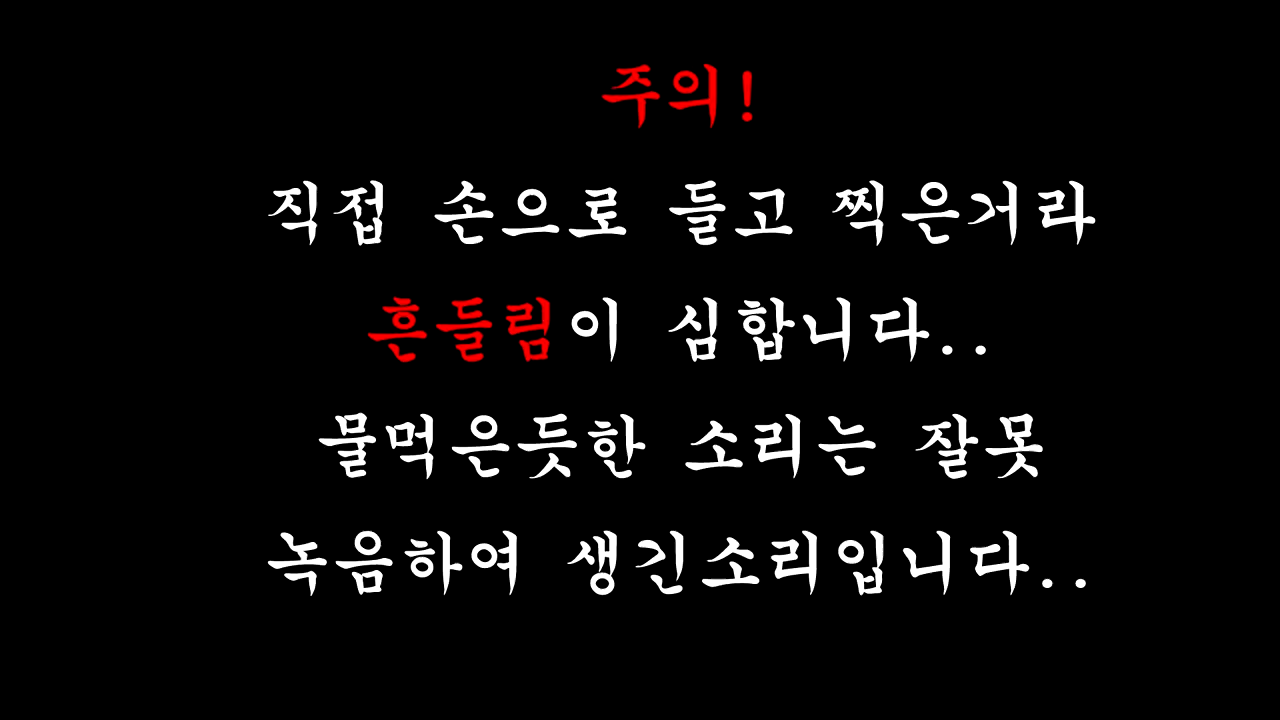 주의!
직접 손으로 들고 찍은거라
흔들림이 심합니다..
물먹은듯한 소리는 잘못
녹음하여 생긴소리입니다..